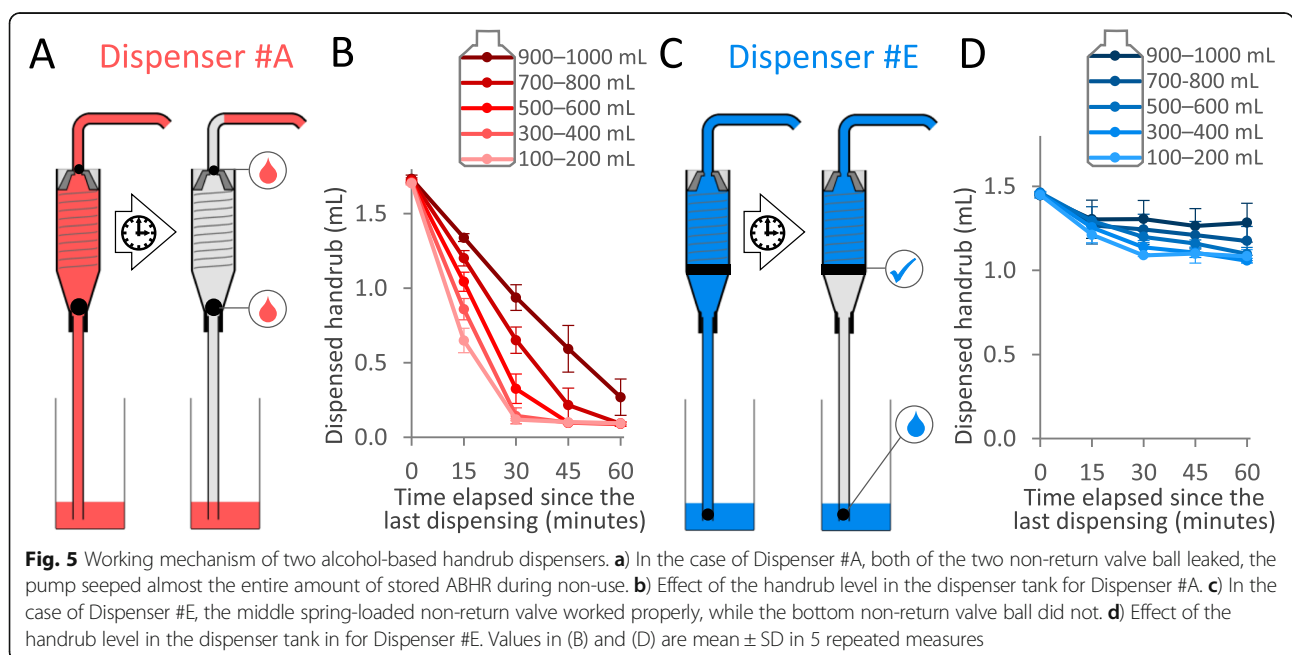 A Dispenser #A
B
900–1000 mL
700–800 mL
500–600 mL
300–400 mL
100–200 mL
Dispensed handrub (mL)
1.5
1.0
0.5
0.0
0 15 30 45 60
Time elapsed since the
last dispensing (minutes)
C Dispenser #E
D
900–1000 mL
700-800 mL
500–600 mL
300–400 mL
100–200 mL
Dispensed handrub (mL)
1.5
1.0
0.5
0.0
0 15 30 45 60
Time elapsed since the
last dispensing (minutes)
Fig. 5 Working mechanism of two alcohol-based handrub dispensers. a) In the case of Dispenser #A, both of the two non-return valve ball leaked, the
pump seeped almost the entire amount of stored ABHR during non-use. b) Effect of the handrub level in the dispenser tank for Dispenser #A. c) In the
case of Dispenser #E, the middle spring-loaded non-return valve worked properly, while the bottom non-return valve ball did not. d) Effect of the
handrub level in the dispenser tank in for Dispenser #E. Values in (B) and (D) are mean ± SD in 5 repeated measures